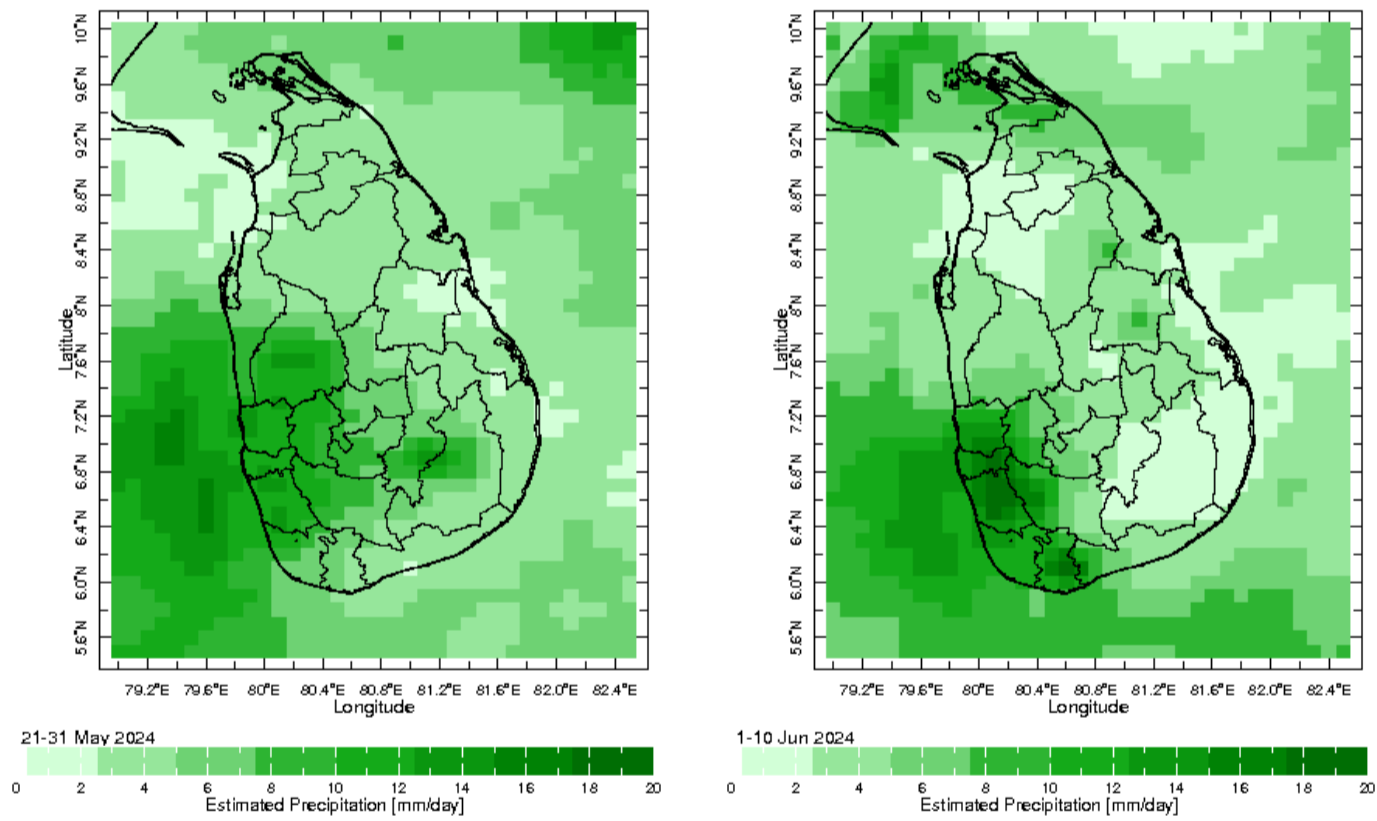 10°N
9.6°N
9.2°N
8.8°N
8.4°N
8°N
7.6°N
7.2°N
6.8°N
6.4°N
6.0°N
5.6°N
Latitude
79.2°E 79.6°E 80°E 80.4°E 80.8°E 81.2°E 81.6°E 82.0°E 82.4°E
Longitude
21-31 May 2024
0 2 4 6 8 10 12 14 16 18 20
Estimated Precipitation [mm/day]
10°N
9.6°N
9.2°N
8.8°N
8.4°N
8°N
7.6°N
7.2°N
6.8°N
6.4°N
6.0°N
5.6°N
Latitude
79.2°E 79.6°E 80°E 80.4°E 80.8°E 81.2°E 81.6°E 82.0°E 82.4°E
Longitude
1-10 Jun 2024
0 2 4 6 8 10 12 14 16 18 20
Estimated Precipitation [mm/day]